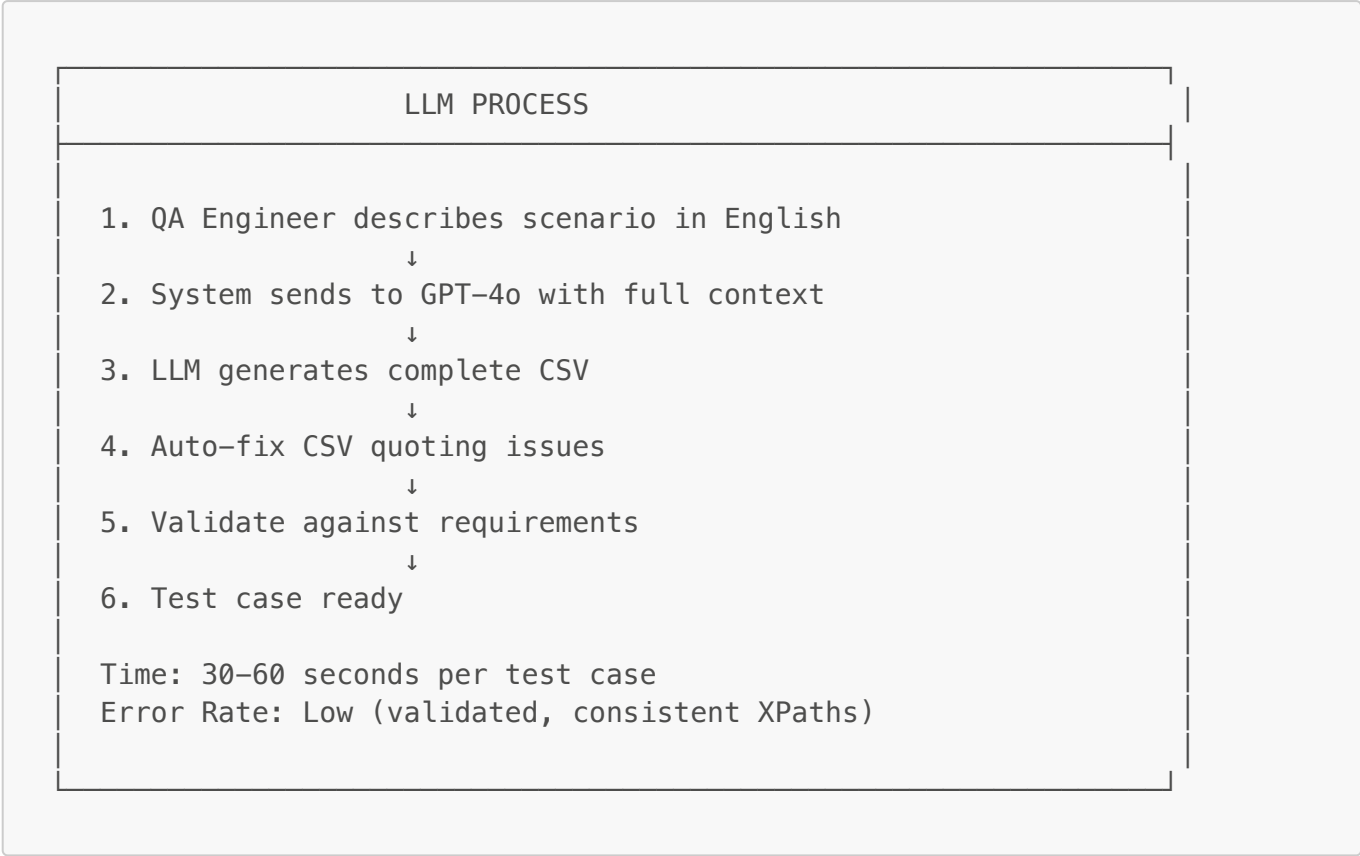 LLM PROCESS
1. QA Engineer describes scenario in English
↓
2. System sends to GPT-4o with full context
↓
3. LLM generates complete CSV
↓
4. Auto-fix CSV quoting issues
↓
5. Validate against requirements
↓
6. Test case ready
Time: 30-60 seconds per test case
Error Rate: Low (validated, consistent XPaths)